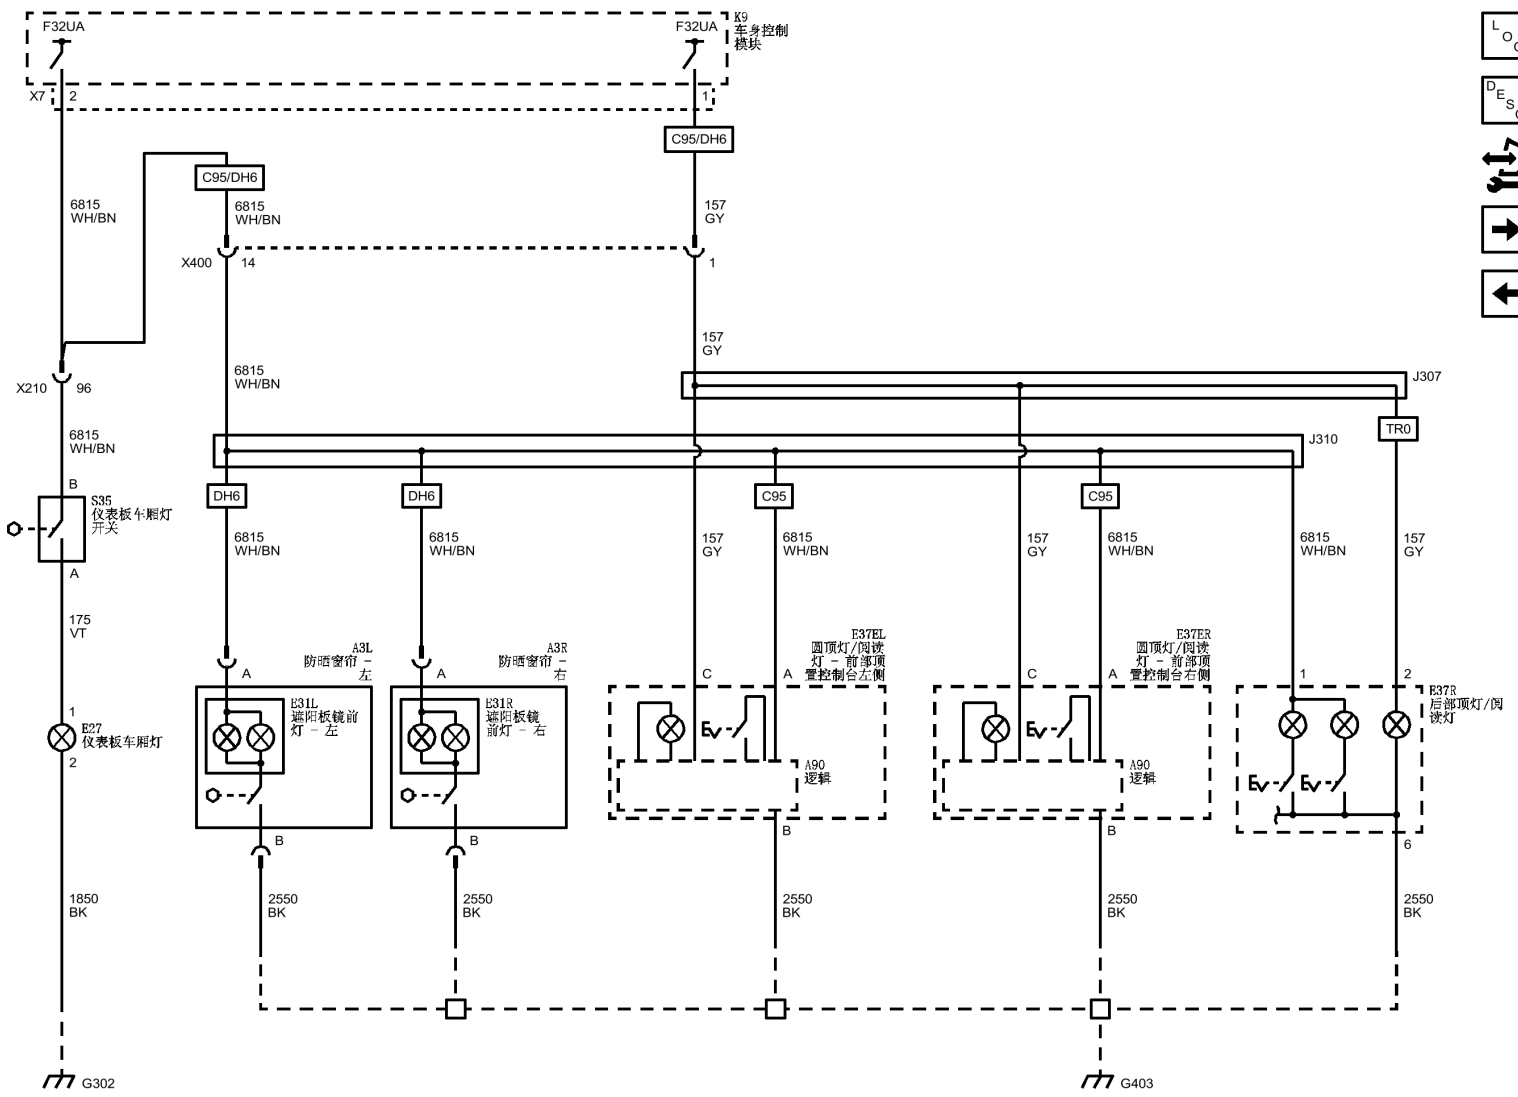 F32UA
F32UA
K9
车身控制
模块
X7
2
1
L
O
D
E
S
C95/DH6
C95/DH6
6815
WH/BN
6815
WH/BN
157
GY
X400
14
1
157
GY
6815
WH/BN
J307
X210
96
TR0
6815
WH/BN
J310
B
DH6
DH6
C95
C95
S35
仪表板车厢灯
开关
6815
WH/BN
6815
WH/BN
157
GY
6815
WH/BN
157
GY
6815
WH/BN
6815
WH/BN
157
GY
A
175
VT
A3L
防晒窗帘 -
左
A3R
防晒窗帘 -
右
E37EL
圆顶灯/阅读
灯 - 前部顶
置控制台左侧
E37ER
圆顶灯/阅读
灯 - 前部顶
置控制台右侧
A
A
C
A
C
A
1
2
E37R
后部顶灯/阅
读灯
E31L
遮阳板镜前
灯 - 左
E31R
遮阳板镜
前灯 - 右
1
E27
仪表板车厢灯
2
A90
逻辑
A90
逻辑
B
B
B
B
6
1850
BK
2550
BK
2550
BK
2550
BK
2550
BK
2550
BK
G302
G403